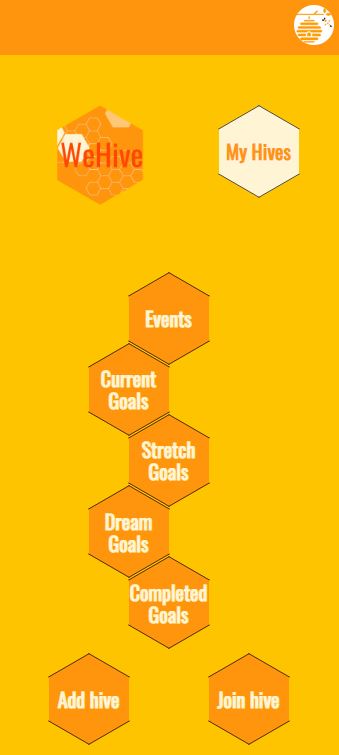 WeHive
My Hives
Events
Current
Goals
Stretch
Goals
Dream
Goals
Completed
Goals
Add hive
Join hive